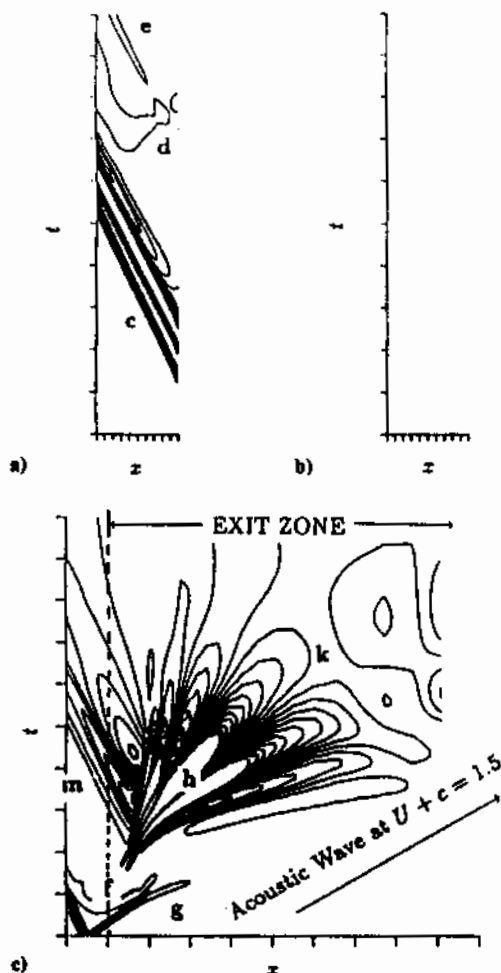 e
d
t
c
a) x
t
b) x
EXIT ZONE
k
t
m
h
f
g
Acoustic Wave at U + c = 1.5
c) x